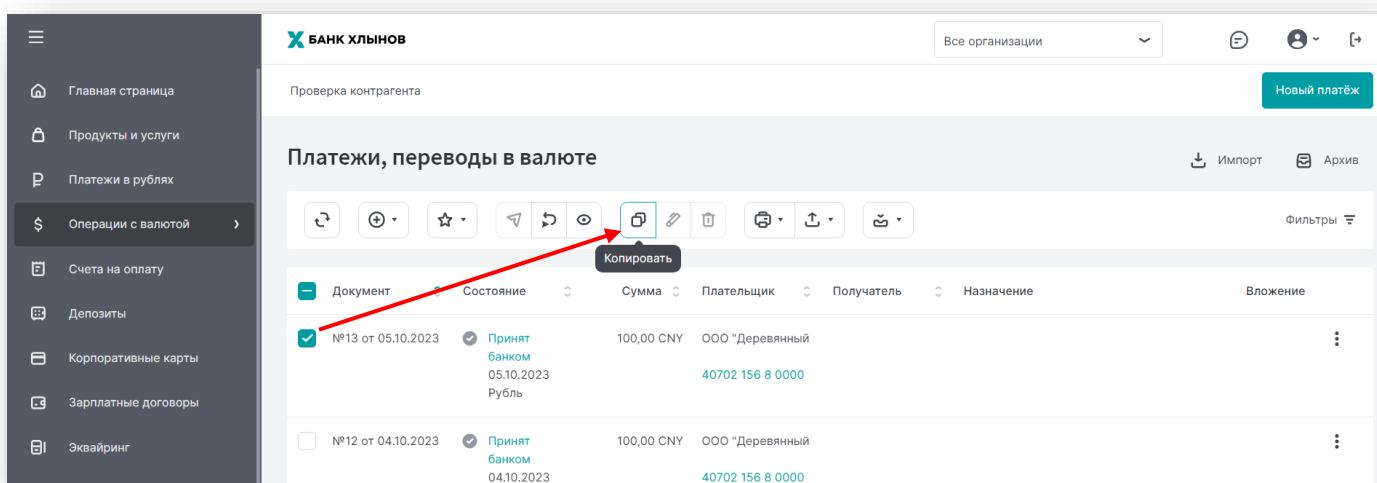 БАНК ХЛЫНОВ
Все организации
Главная страница
Проверка контрагента
Новый платёж
Продукты и услуги
Платежи, переводы в валюте
Импорт
Архив
Платежи в рублях
Операции с валютой
Фильтры
Копировать
Счета на оплату
Документ Состояние Сумма Плательщик Получатель Назначение Вложение
Депозиты
№13 от 05.10.2023 Принят 100,00 CNY ООО "Деревянный
банком
Корпоративные карты
05.10.2023 40702 156 8 0000
Рубль
Зарплатные договоры
№12 от 04.10.2023 Принят 100,00 CNY ООО "Деревянный
Эквайринг
банком
04.10.2023 40702 156 8 0000